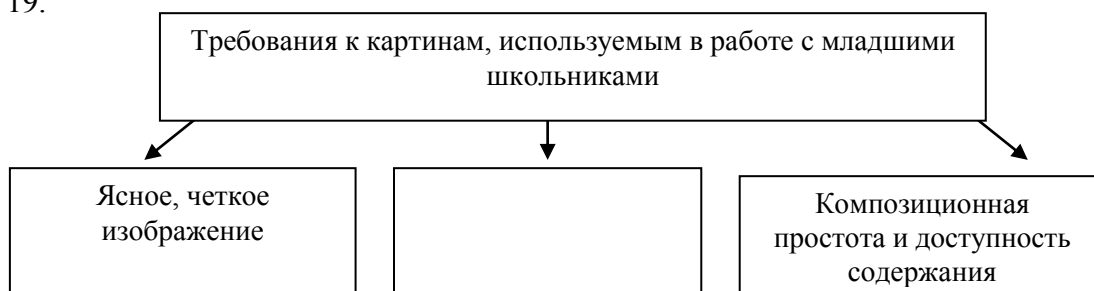 19.
Требования к картинам, используемым в работе с младшими
школьниками
Ясное, четкое
изображение
Композиционная
простота и доступность
содержания